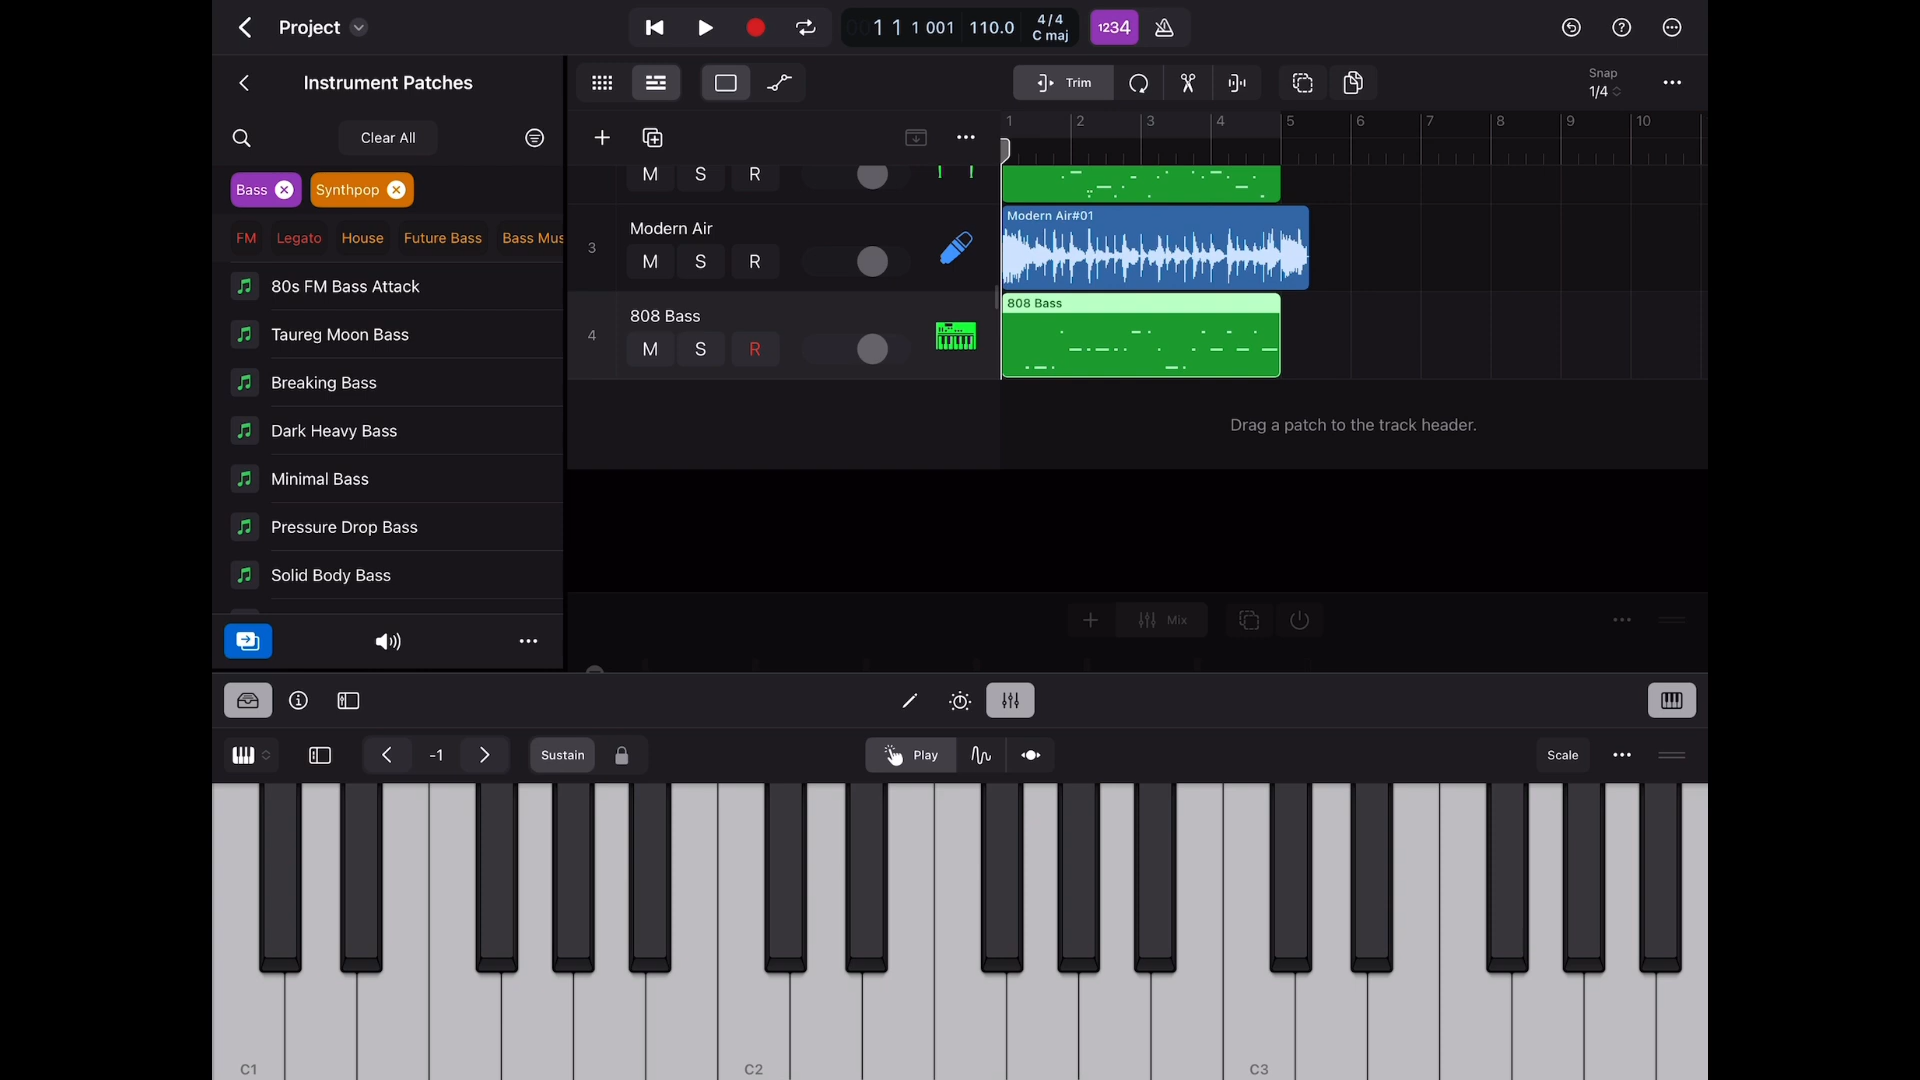 Project
1 1 1 001 110.0 4/4
C maj
1234
Instrument Patches
Trim
Snap
1/4
Clear All
1 2 3 4 5 6 7 8 9 10
M S R
Bass Synthpop
FM Legato House Future Bass Bass Mus
Modern Air#01
Modern Air
3
M S R
80s FM Bass Attack
808 Bass
808 Bass
4
M S R
Taureg Moon Bass
Breaking Bass
Dark Heavy Bass
Drag a patch to the track header.
Minimal Bass
Pressure Drop Bass
Solid Body Bass
Mix
-1 Sustain Play Scale
C1 C2 C3